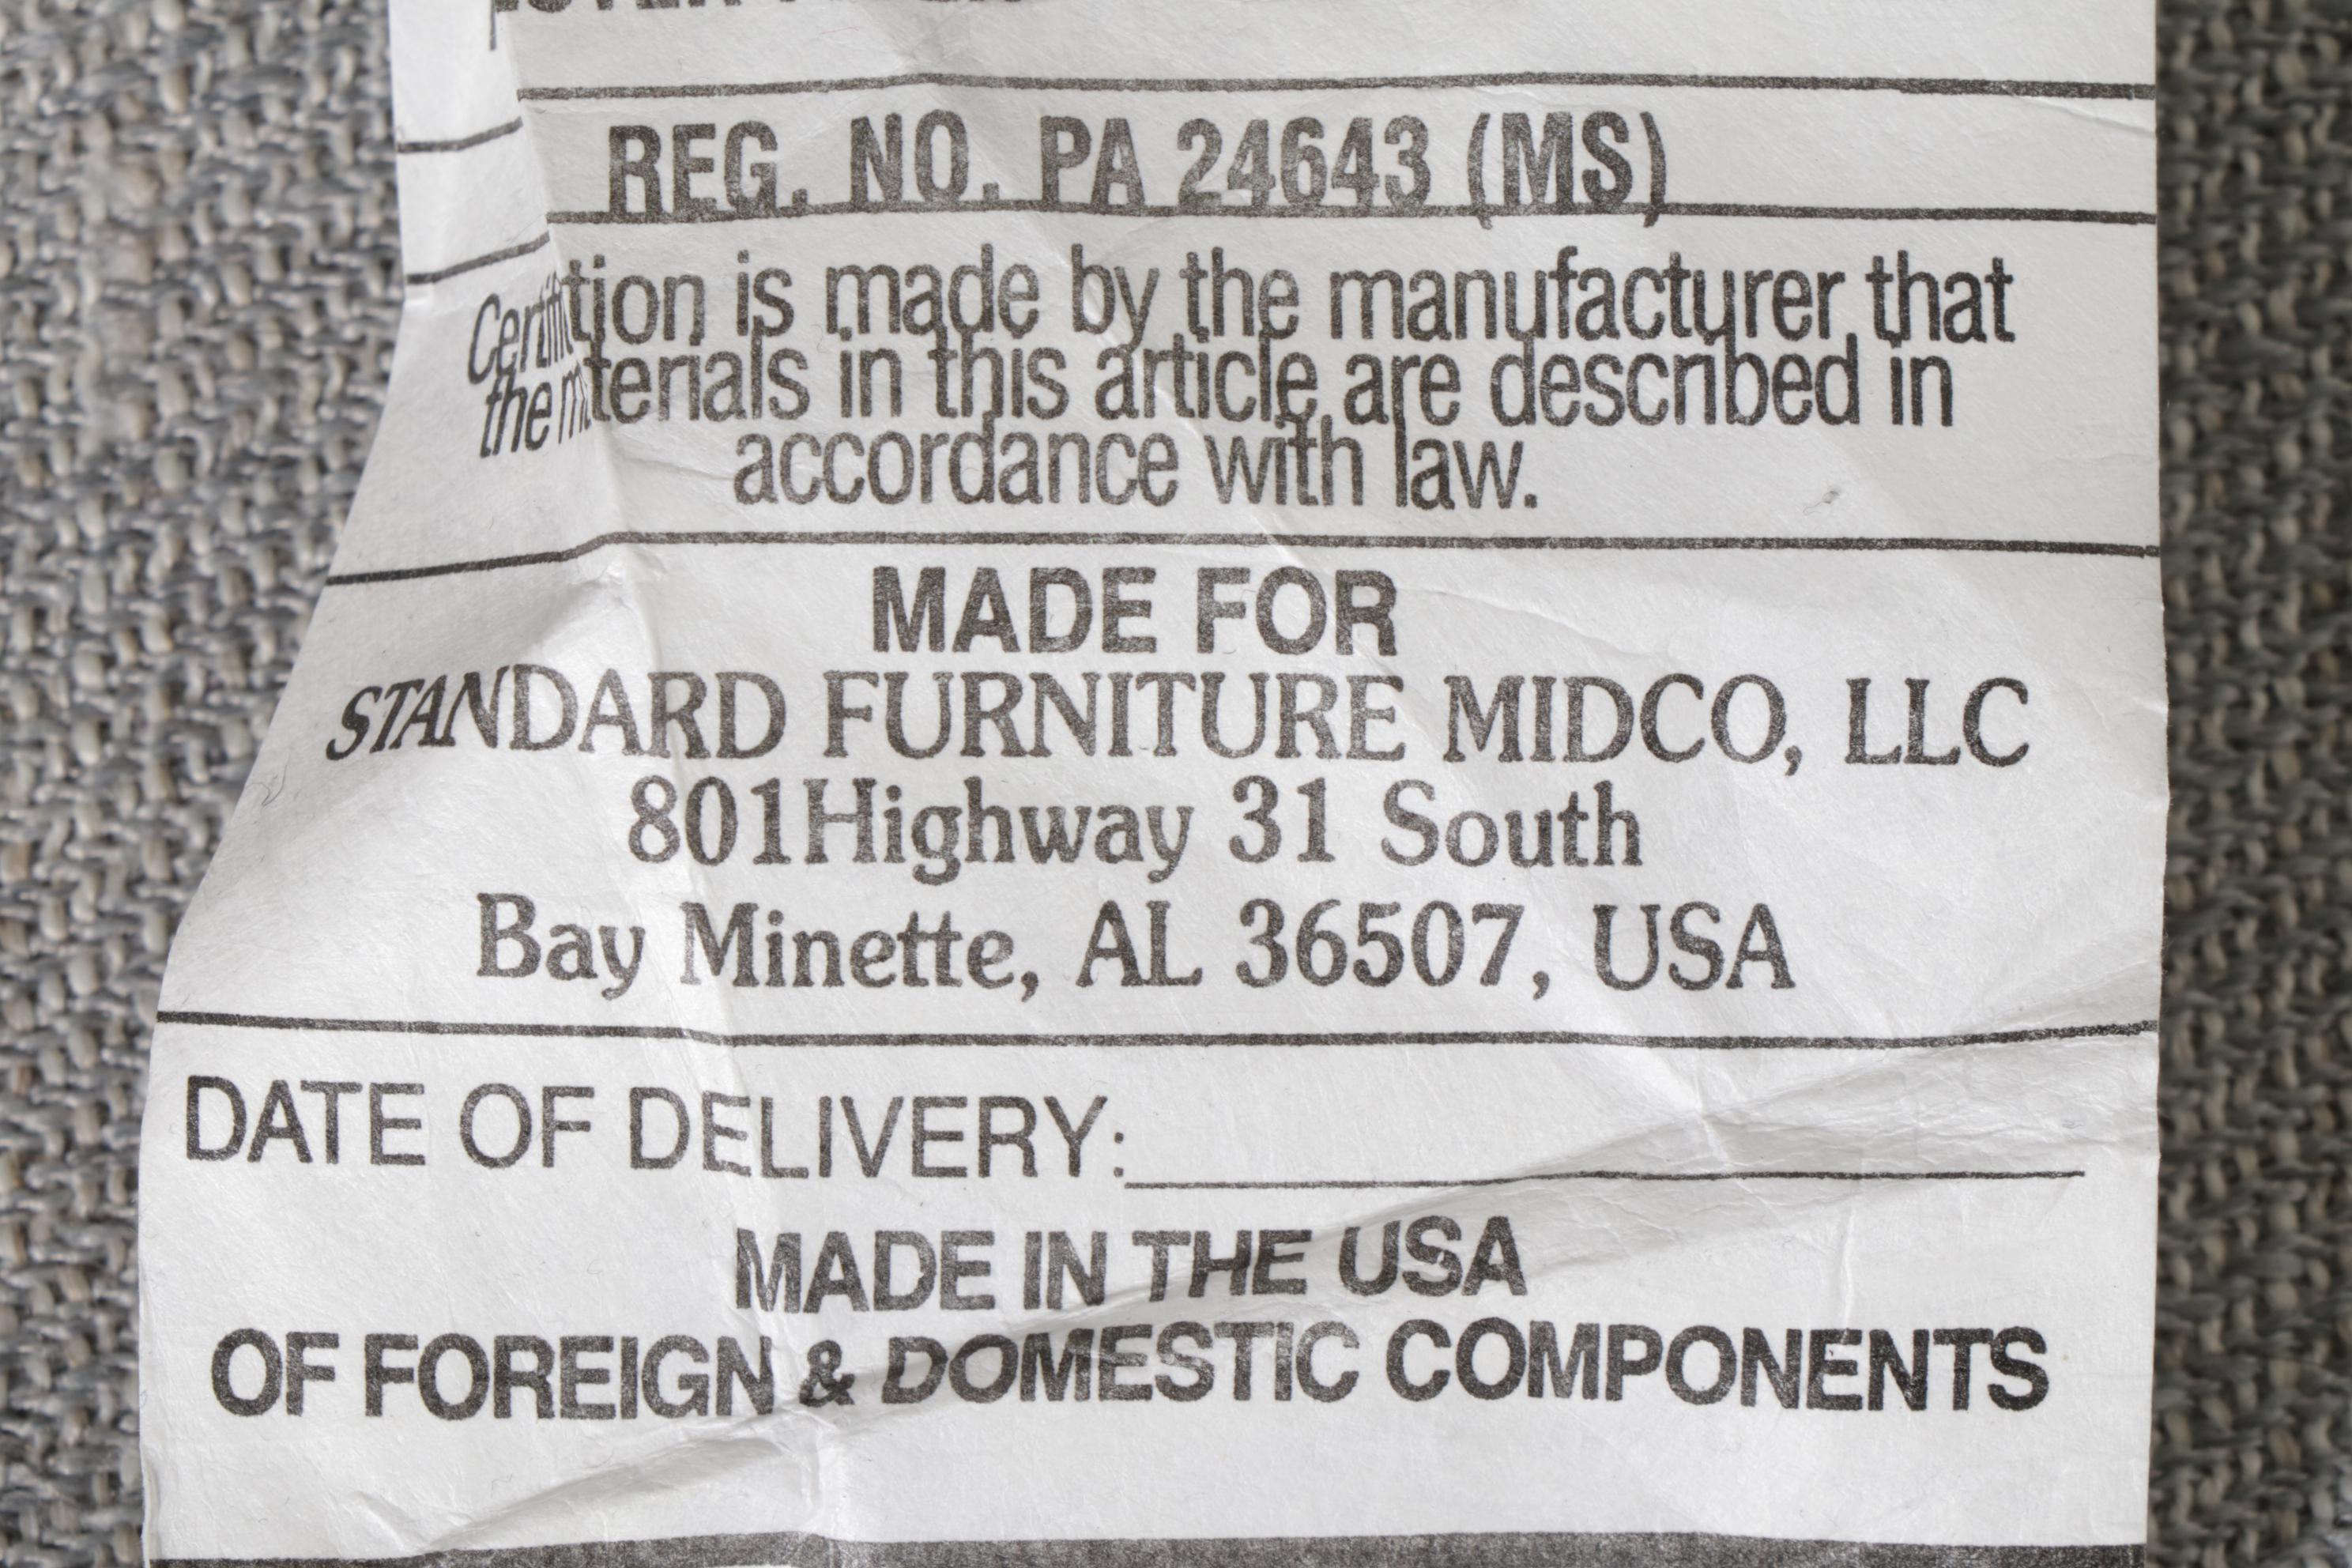 REG. NO. PA 24643 (MS)
is made by the manufacturer that
the materials in this article are described in
accordance with law.
MADE FOR
STANDARD FURNITURE MIDCO, LLC
801Highway 31 South
Bay Minette, AL 36507, USA
DATE OF DELIVERY:
MADE IN THE USA
OF FOREIGN & DOMESTIC COMPONENTS